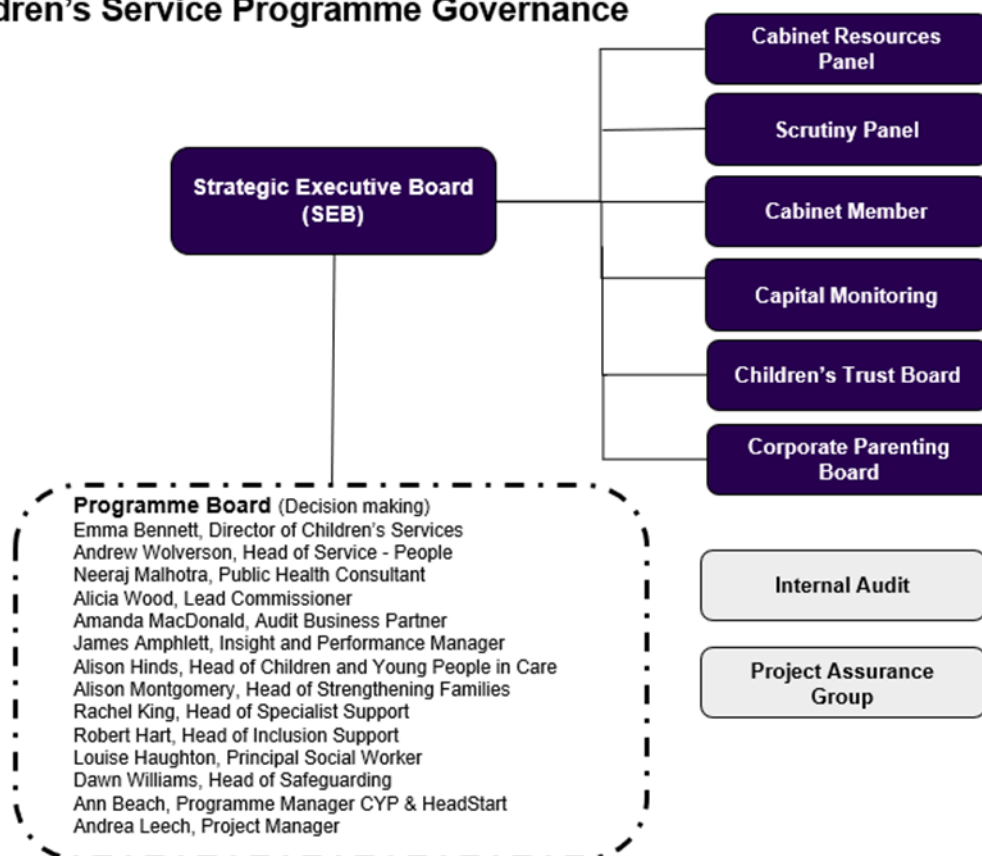 dren's Service Programme Governance
Cabinet Resources
Panel
Scrutiny Panel
Strategic Executive Board
(SEB)
Cabinet Member
Capital Monitoring
Children's Trust Board
Corporate Parenting
Board
Programme Board (Decision making)
Emma Bennett, Director of Children's Services
Andrew Wolverson, Head of Service - People
Neeraj Malhotra, Public Health Consultant
Alicia Wood, Lead Commissioner
Amanda MacDonald, Audit Business Partner
James Amphlett, Insight and Performance Manager
Alison Hinds, Head of Children and Young People in Care
Alison Montgomery, Head of Strengthening Families
Rachel King, Head of Specialist Support
Robert Hart, Head of Inclusion Support
Louise Haughton, Principal Social Worker
Dawn Williams, Head of Safeguarding
Ann Beach, Programme Manager CYP & HeadStart
Andrea Leech, Project Manager
Internal Audit
Project Assurance
Group